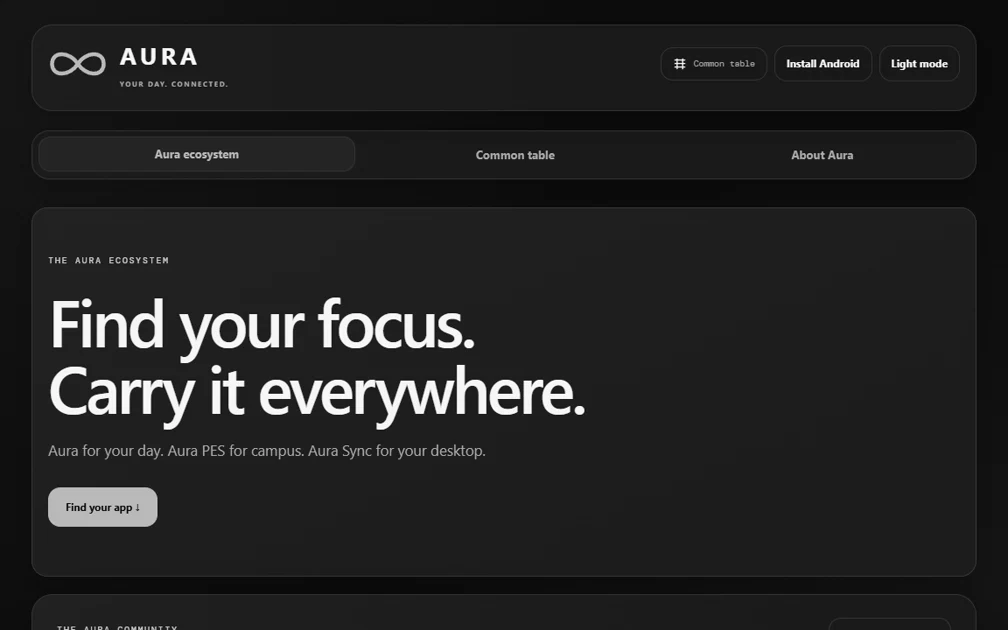 AURA
YOUR DAY. CONNECTED.
Common table
Install Android
Light mode
Aura ecosystem
Common table
About Aura
THE AURA ECOSYSTEM
Find your focus.
Carry it everywhere.
Aura for your day. Aura PES for campus. Aura Sync for your desktop.
Find your app ↓
THE AURA COMMUNITY